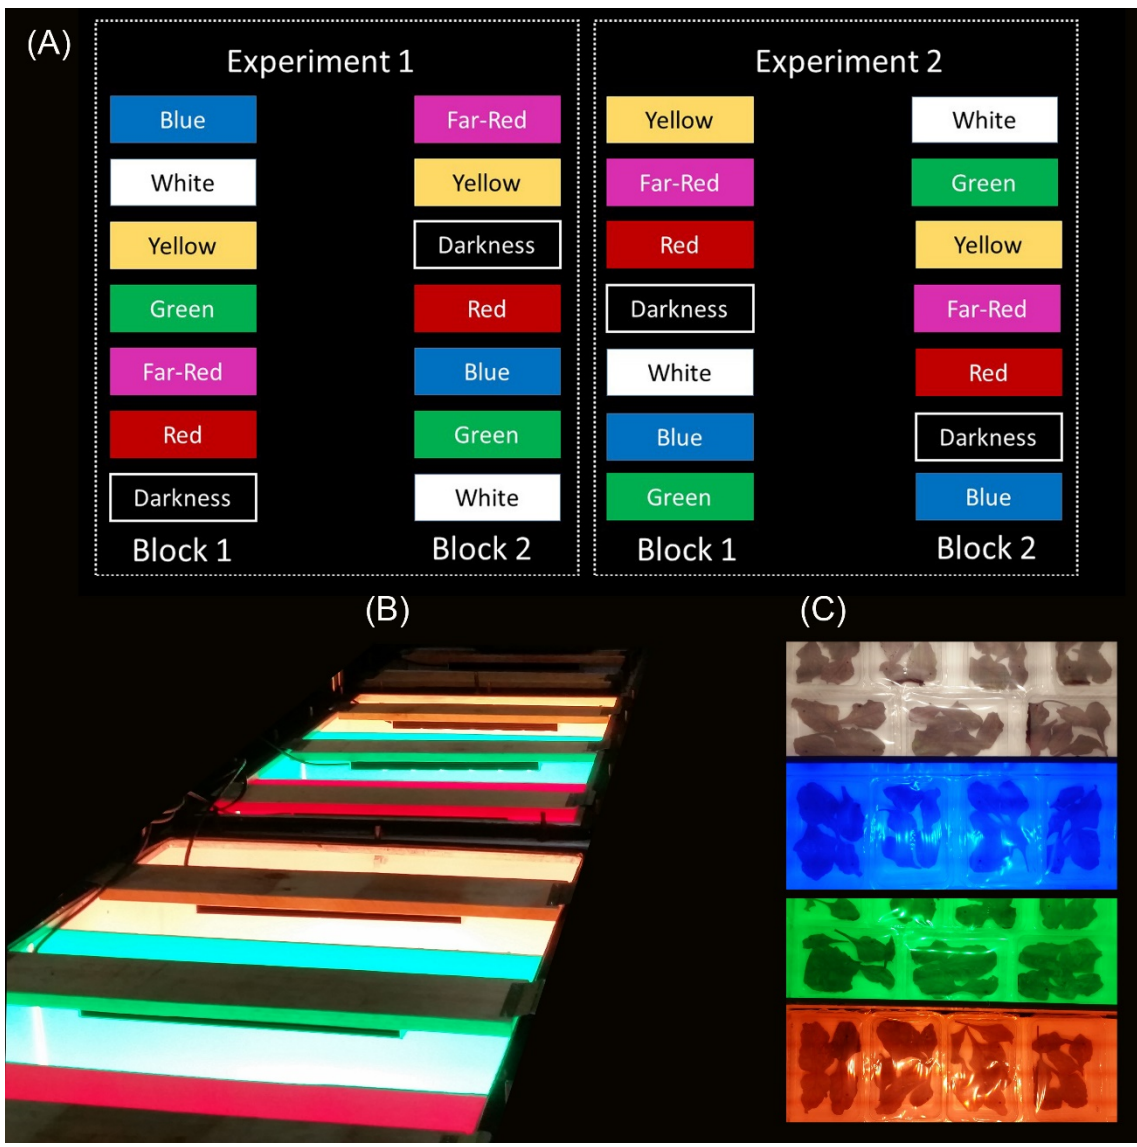 (A)
Experiment 1
Blue
White
Yellow
Green
Far-Red
Red
Darkness
Block 1
Far-Red
Yellow
Darkness
Red
Blue
Green
White
Block 2
Experiment 2
Yellow
Far-Red
Red
Darkness
White
Blue
Green
Block 1
White
Green
Yellow
Far-Red
Red
Darkness
Blue
Block 2
(B)
(C)